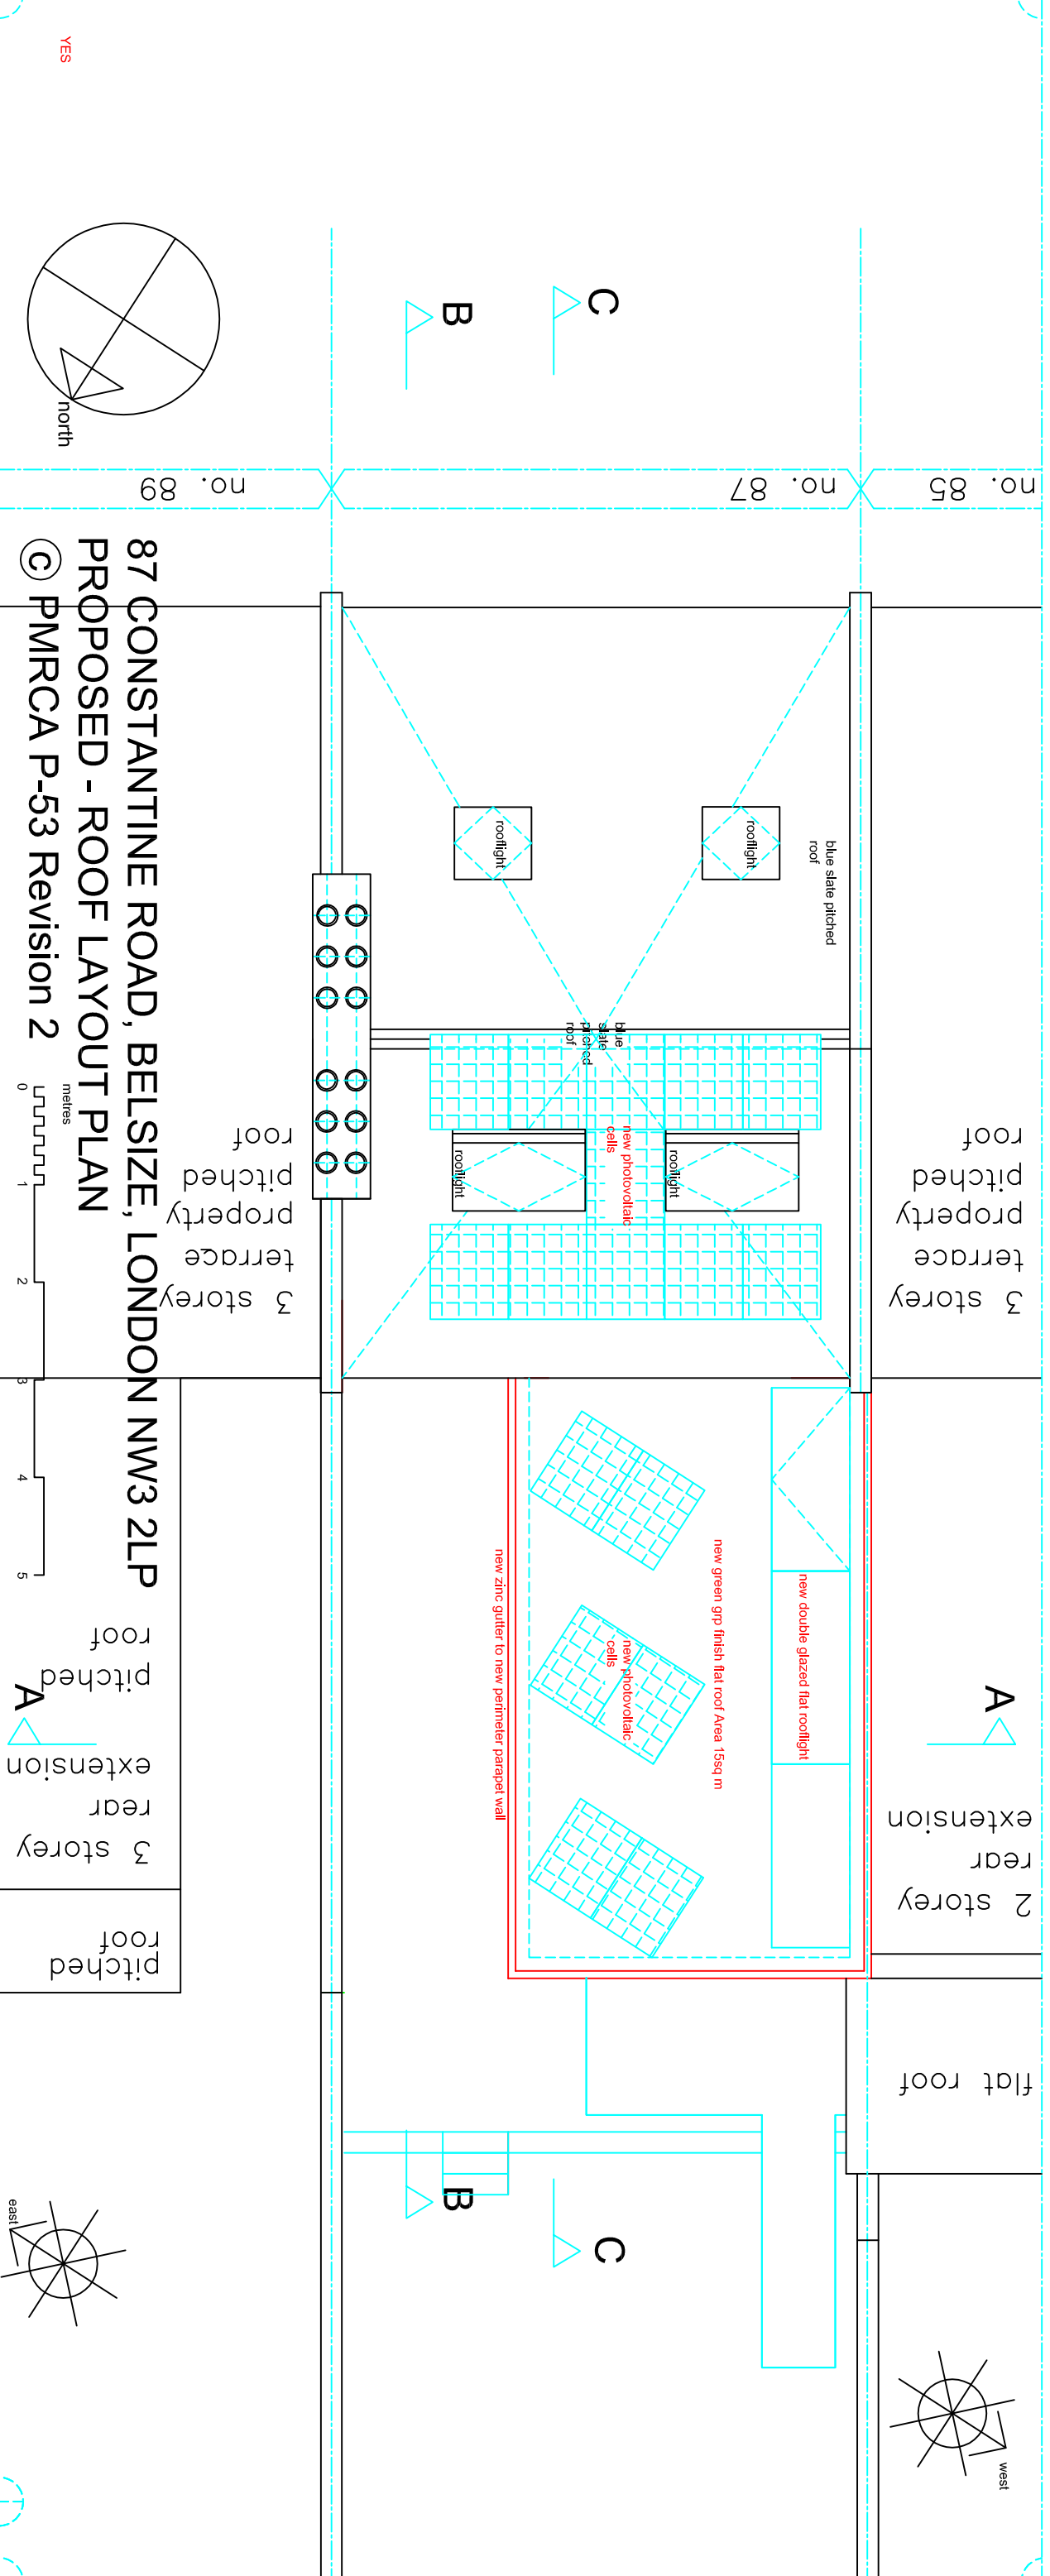 YES
north
B
C
no. 89
no. 87
no. 85
87 CONSTANTINE ROAD, BELSIZE, LONDON NW3 2LP
PROPOSED - ROOF LAYOUT PLAN
© PMRCA P-53 Revision 2
metres
0
1
2
3
4
5
rooflight
rooflight
blue slate pitched
roof
blue
slate
pitched
roof
new photovoltaic
cells
rooflight
rooflight
3 storey
terrace
property
pitched
roof
3 storey
terrace
property
pitched
roof
new double glazed flat rooflight
new green grp finish flat roof Area 15sq m
new photovoltaic
cells
new zinc gutter to new perimeter parapet wall
A
A
3 storey
rear
extension
pitched
roof
2 storey
rear
extension
pitched
roof
flat roof
B
C
east
west